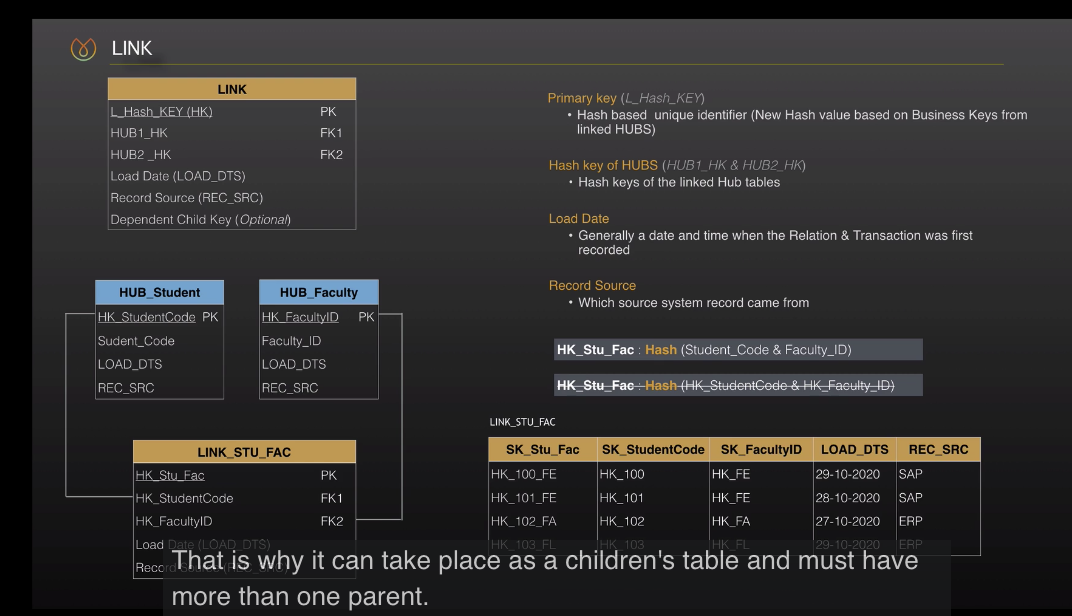 LINK
LINK
L_Hash_KEY (HK) PK
HUB1_HK FK1
HUB2 _HK FK2
Load Date (LOAD_DTS)
Record Source (REC_SRC)
Dependent Child Key (Optional)
Primary key (L_Hash_KEY)
• Hash based unique identifier (New Hash value based on Business Keys from
linked HUBS)
Hash key of HUBS (HUB1_HK & HUB2_HK)
• Hash keys of the linked Hub tables
Load Date
• Generally a date and time when the Relation & Transaction was first
recorded
Record Source
• Which source system record came from
HUB_Student
HK_StudentCode PK
Sudent_Code
LOAD_DTS
REC_SRC
HUB_Faculty
HK_FacultyID PK
Faculty_ID
LOAD_DTS
REC_SRC
HK_Stu_Fac : Hash (Student_Code & Faculty_ID)
HK_Stu_Fac : Hash (HK_StudentCode & HK_Faculty_ID)
LINK_STU_FAC
HK_Stu_Fac PK
HK_StudentCode FK1
HK_FacultyID FK2
Load Date (LOAD_DTS)
LINK_STU_FAC
SK_Stu_Fac SK_StudentCode SK_FacultyID LOAD_DTS REC_SRC
HK_100_FE HK_100 HK_FE 29-10-2020 SAP
HK_101_FE HK_101 HK_FE 28-10-2020 SAP
HK_102_FA HK_102 HK_FA 27-10-2020 ERP
HK_103_FL HK_103 HK_FL 29-10-2020 ERP
That is why it can take place as a children's table and must have
more than one parent.